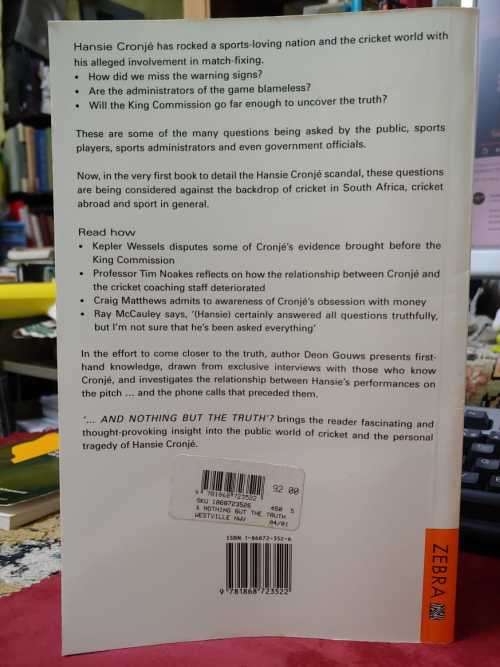 Hansie Cronjé has rocked a sports-loving nation and the cricket world with
his alleged involvement in match-fixing.
• How did we miss the warning signs?
• Are the administrators of the game blameless?
• Will the King Commission go far enough to uncover the truth?
These are some of the many questions being asked by the public, sports
players, sports administrators and even government officials.
Now, in the very first book to detail the Hansie Cronjé scandal, these questions
are being considered against the backdrop of cricket in South Africa, cricket
abroad and sport in general.
Read how
• Kepler Wessels disputes some of Cronjé's evidence brought before the
King Commission
• Professor Tim Noakes reflects on how the relationship between Cronjé and
the cricket coaching staff deteriorated
• Craig Matthews admits to awareness of Cronjé's obsession with money
• Ray McCauley says, '(Hansie) certainly answered all questions truthfully,
but I'm not sure that he's been asked everything'
In the effort to come closer to the truth, author Deon Gouws presents first-
hand knowledge, drawn from exclusive interviews with those who know
Cronjé, and investigates the relationship between Hansie's performances on
the pitch ... and the phone calls that preceded them.
'... AND NOTHING BUT THE TRUTH'? brings the reader fascinating and
thought-provoking insight into the public world of cricket and the personal
tragedy of Hansie Cronjé.
92 00
9 781868 723522
SKU 1868723526 450 S
& NOTHING BUT THE TRUTH
WESTVILLE NWV 04/01
ISBN 1-86872-352-6
9 781868 723522
ZEBRA